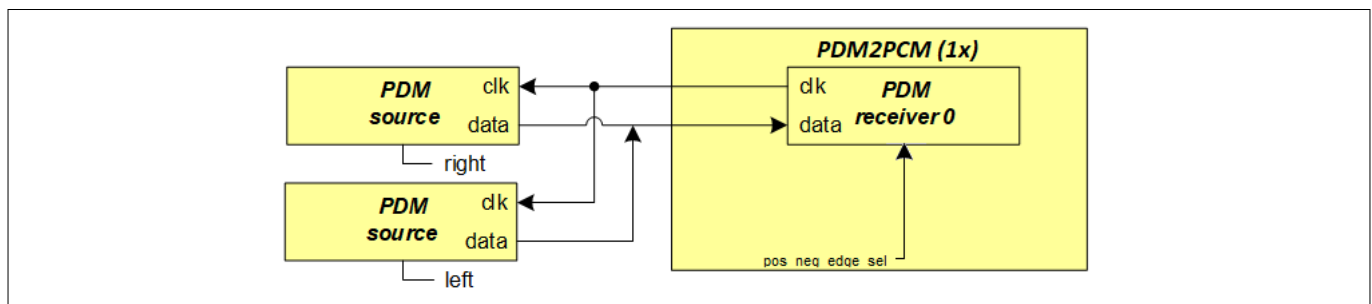 PDM2PCM (1x)
PDM
source
clk
data
right
clk
data
PDM
receiver 0
PDM
source
clk
data
left
pos_neg_edge_sel